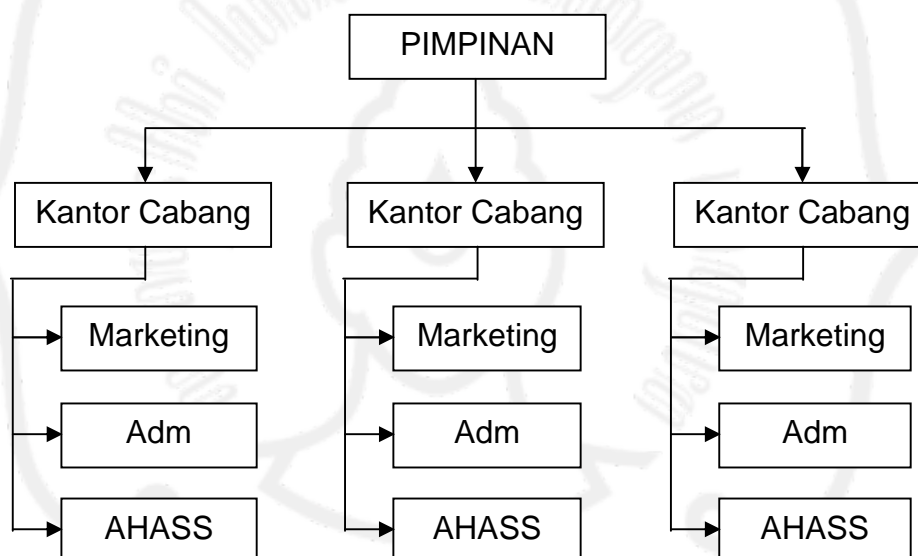 PIMPINAN
Kantor Cabang Kantor Cabang Kantor Cabang
Marketing Marketing Marketing
Adm Adm Adm
AHASS AHASS AHASS